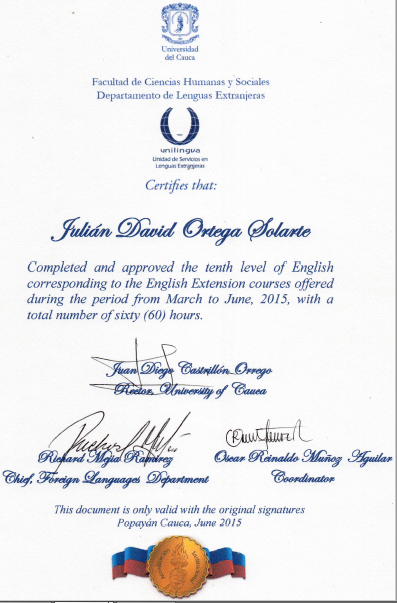 Universidad
del Cauca
Facultad de Ciencias Humanas y Sociales
Departamento de Lenguas Extranjeras
unilingua
Unidad de Servicios en
Lenguas Extranjeras
Certifies that:
Julián David Ortega Solarte
Completed and approved the tenth level of English
corresponding to the English Extension courses offered
during the period from March to June, 2015, with a
total number of sixty (60) hours.
Juan Diego Castrillón Orrego
Rector, University of Cauca
Richard Mejía Ramírez
Chief, Foreign Languages Department
Oscar Reinaldo Muñoz Aguilar
Coordinator
This document is only valid with the original signatures
Popayán Cauca, June 2015